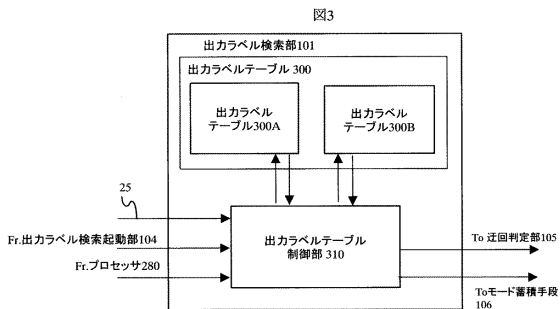 図3
出力ラベル検索部101
出力ラベルテーブル 300
出力ラベル
テーブル300A
出力ラベル
テーブル300B
25
Fr.出力ラベル検索起動部104
Fr.プロセッサ280
出力ラベルテーブル
制御部 310
To 迂回判定部105
Toモード蓄積手段
106